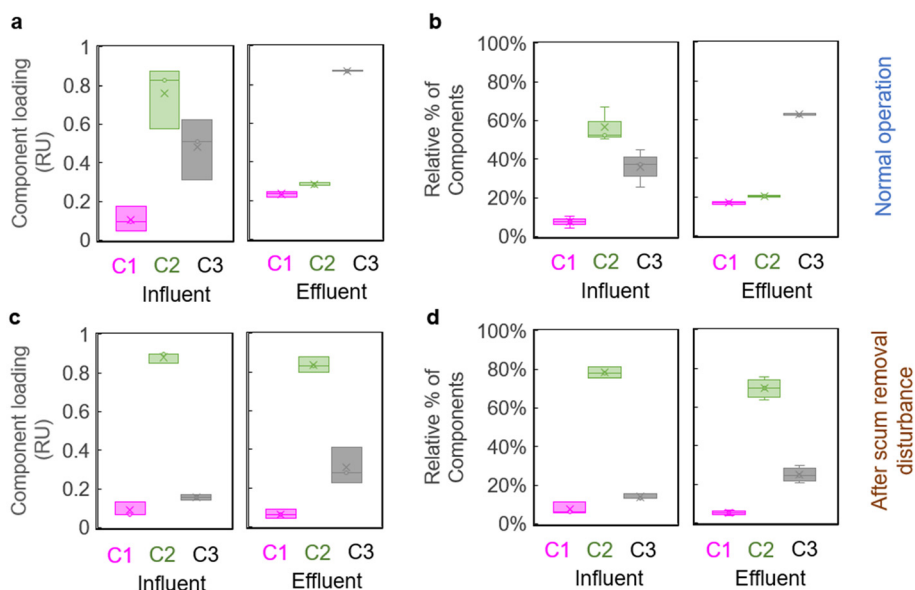 a
b
Component loading
(RU)
1
0.8
0.6
0.4
0.2
0
C1 C2 C3
Influent
C1 C2 C3
Effluent
Relative % of
Components
100%
80%
60%
40%
20%
0%
C1 C2 C3
Influent
C1 C2 C3
Effluent
Normal operation
c
d
Component loading
(RU)
1
0.8
0.6
0.4
0.2
0
C1 C2 C3
Influent
C1 C2 C3
Effluent
Relative % of
Components
100%
80%
60%
40%
20%
0%
C1 C2 C3
Influent
C1 C2 C3
Effluent
After scum removal
disturbance